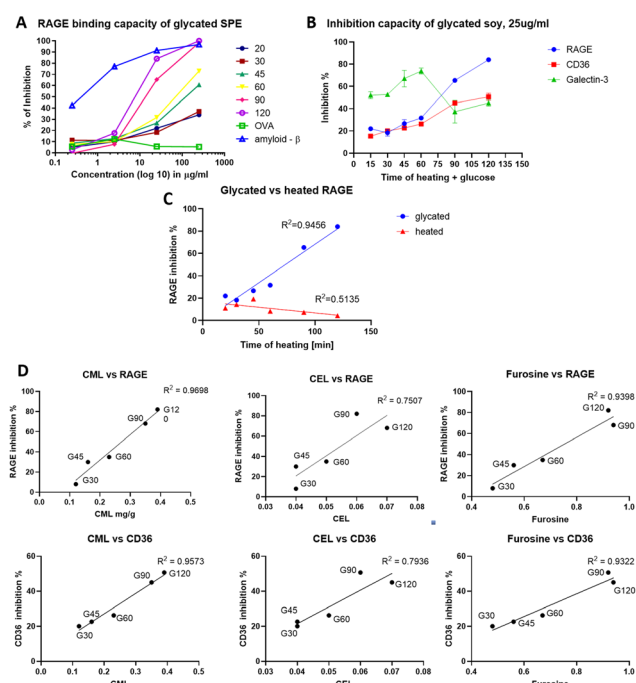 A
RAGE binding capacity of glycated SPE
% of Inhibition
100
90
80
70
60
50
40
30
20
10
0
0.1 1 10 100 1000
Concentration (log 10) in µg/ml
20
30
45
60
90
120
OVA
amyloid - β
B
Inhibition capacity of glycated soy, 25ug/ml
Inhibition %
100
80
60
40
20
0
0 15 30 45 60 75 90 105 120 135 150
Time of heating + glucose
RAGE
CD36
Galectin-3
C
Glycated vs heated RAGE
RAGE inhibition %
100
80
60
40
20
0
0 50 100 150
Time of heating [min]
R²=0.9456
R²=0.5135
glycated
heated
D
CML vs RAGE
R² = 0.9698
RAGE inhibition %
100
80
60
40
20
0
G30
G45
G60
G90
G12
0
0.0 0.1 0.2 0.3 0.4 0.5
CML mg/g
CEL vs RAGE
R² = 0.7507
RAGE inhibition %
100
80
60
40
20
0
G45
G30
G60
G90
G120
0.03 0.04 0.05 0.06 0.07 0.08
CEL
Furosine vs RAGE
R² = 0.9398
RAGE inhibition %
100
80
60
40
20
0
G30
G45
G60
G120
G90
0.4 0.6 0.8 1.0
Furosine
CML vs CD36
R² = 0.9573
CD36 inhibition %
60
40
20
0
G30
G45
G60
G90
G120
0.0 0.1 0.2 0.3 0.4 0.5
CML
CEL vs CD36
R² = 0.7936
CD36 inhibition %
60
40
20
0
G45
G30
G60
G90
G120
0.03 0.04 0.05 0.06 0.07 0.08
CEL
Furosine vs CD36
R² = 0.9322
CD36 inhibition %
60
40
20
0
G30
G45
G60
G90
G120
0.4 0.6 0.8 1.0
Furosine